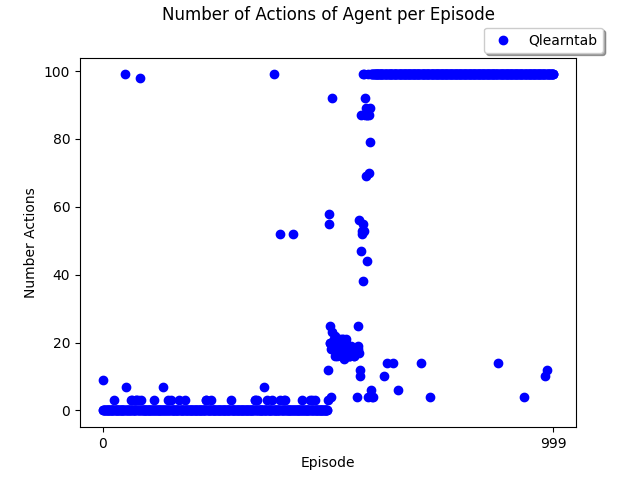 Number of Actions of Agent per Episode
Qlearntab
100
80
60
40
20
0
Number Actions
0
999
Episode